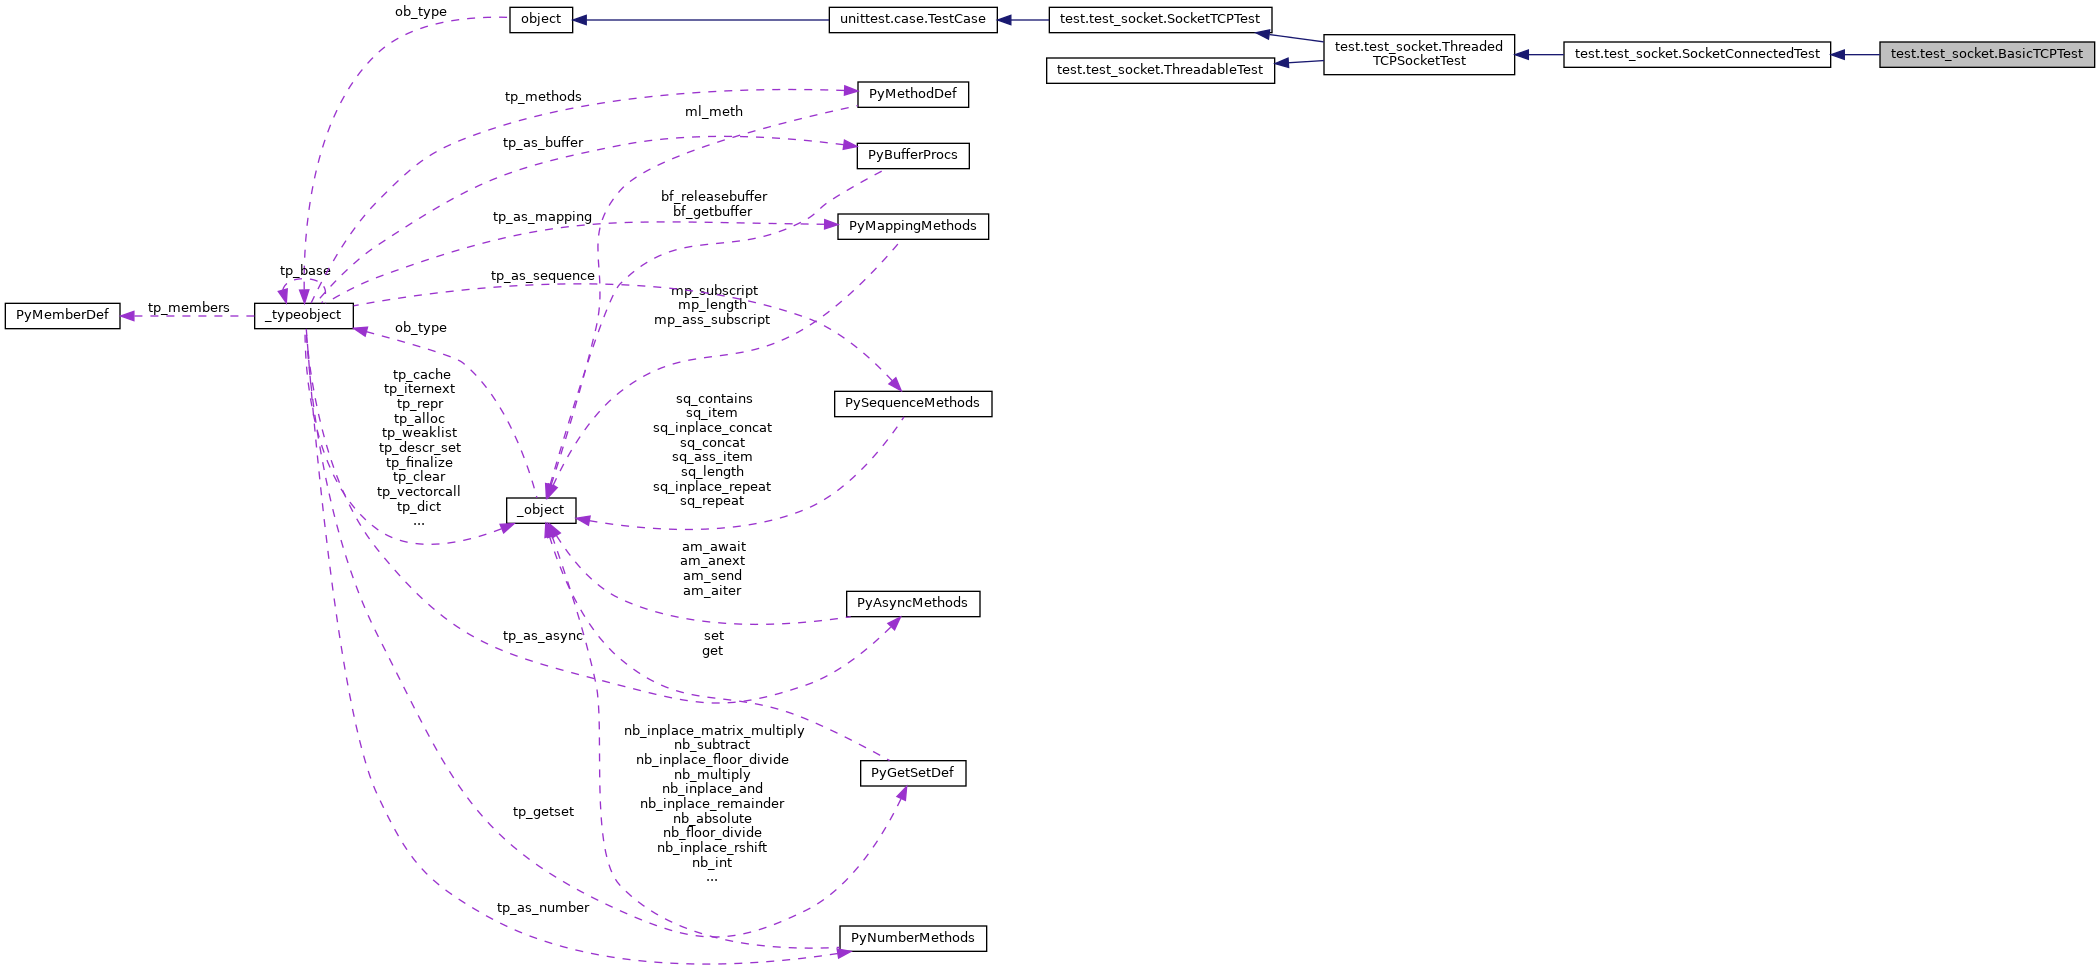 ob_type
object
unittest.case.TestCase
test.test_socket.SocketTCPTest
test.test_socket.Threaded
TCPSocketTest
test.test_socket.SocketConnectedTest
test.test_socket.BasicTCPTest
test.test_socket.ThreadableTest
tp_methods
PyMethodDef
ml_meth
tp_as_buffer
PyBufferProcs
bf_releasebuffer
bf_getbuffer
tp_as_mapping
PyMappingMethods
tp_base
tp_as_sequence
mp_subscript
mp_length
mp_ass_subscript
PyMemberDef
tp_members
_typeobject
ob_type
tp_cache
tp_iternext
tp_repr
tp_alloc
tp_weaklist
tp_descr_set
tp_finalize
tp_clear
tp_vectorcall
tp_dict
...
sq_contains
sq_item
sq_inplace_concat
sq_concat
sq_ass_item
sq_length
sq_inplace_repeat
sq_repeat
PySequenceMethods
_object
am_await
am_anext
am_send
am_aiter
PyAsyncMethods
tp_as_async
set
get
nb_inplace_matrix_multiply
nb_subtract
nb_inplace_floor_divide
nb_multiply
nb_inplace_and
nb_inplace_remainder
nb_absolute
nb_floor_divide
nb_inplace_rshift
nb_int
...
PyGetSetDef
tp_getset
tp_as_number
PyNumberMethods